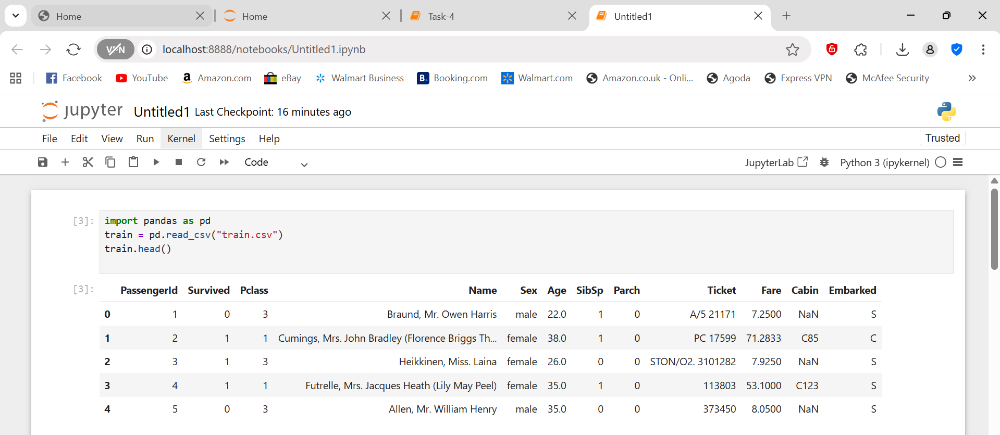 Home
Home
Task-4
Untitled1
VPN
localhost:8888/notebooks/Untitled1.ipynb
Facebook YouTube Amazon.com eBay Walmart Business Booking.com Walmart.com Amazon.co.uk - Onli... Agoda Express VPN McAfee Security
jupyter Untitled1 Last Checkpoint: 16 minutes ago
File Edit View Run Kernel Settings Help Trusted
Code JupyterLab Python 3 (ipykernel)
[3]: import pandas as pd
train = pd.read_csv("train.csv")
train.head()
[3]: PassengerId Survived Pclass Name Sex Age SibSp Parch Ticket Fare Cabin Embarked
0 1 0 3 Braund, Mr. Owen Harris male 22.0 1 0 A/5 21171 7.2500 NaN S
1 2 1 1 Cumings, Mrs. John Bradley (Florence Briggs Th... female 38.0 1 0 PC 17599 71.2833 C85 C
2 3 1 3 Heikkinen, Miss. Laina female 26.0 0 0 STON/O2. 3101282 7.9250 NaN S
3 4 1 1 Futrelle, Mrs. Jacques Heath (Lily May Peel) female 35.0 1 0 113803 53.1000 C123 S
4 5 0 3 Allen, Mr. William Henry male 35.0 0 0 373450 8.0500 NaN S